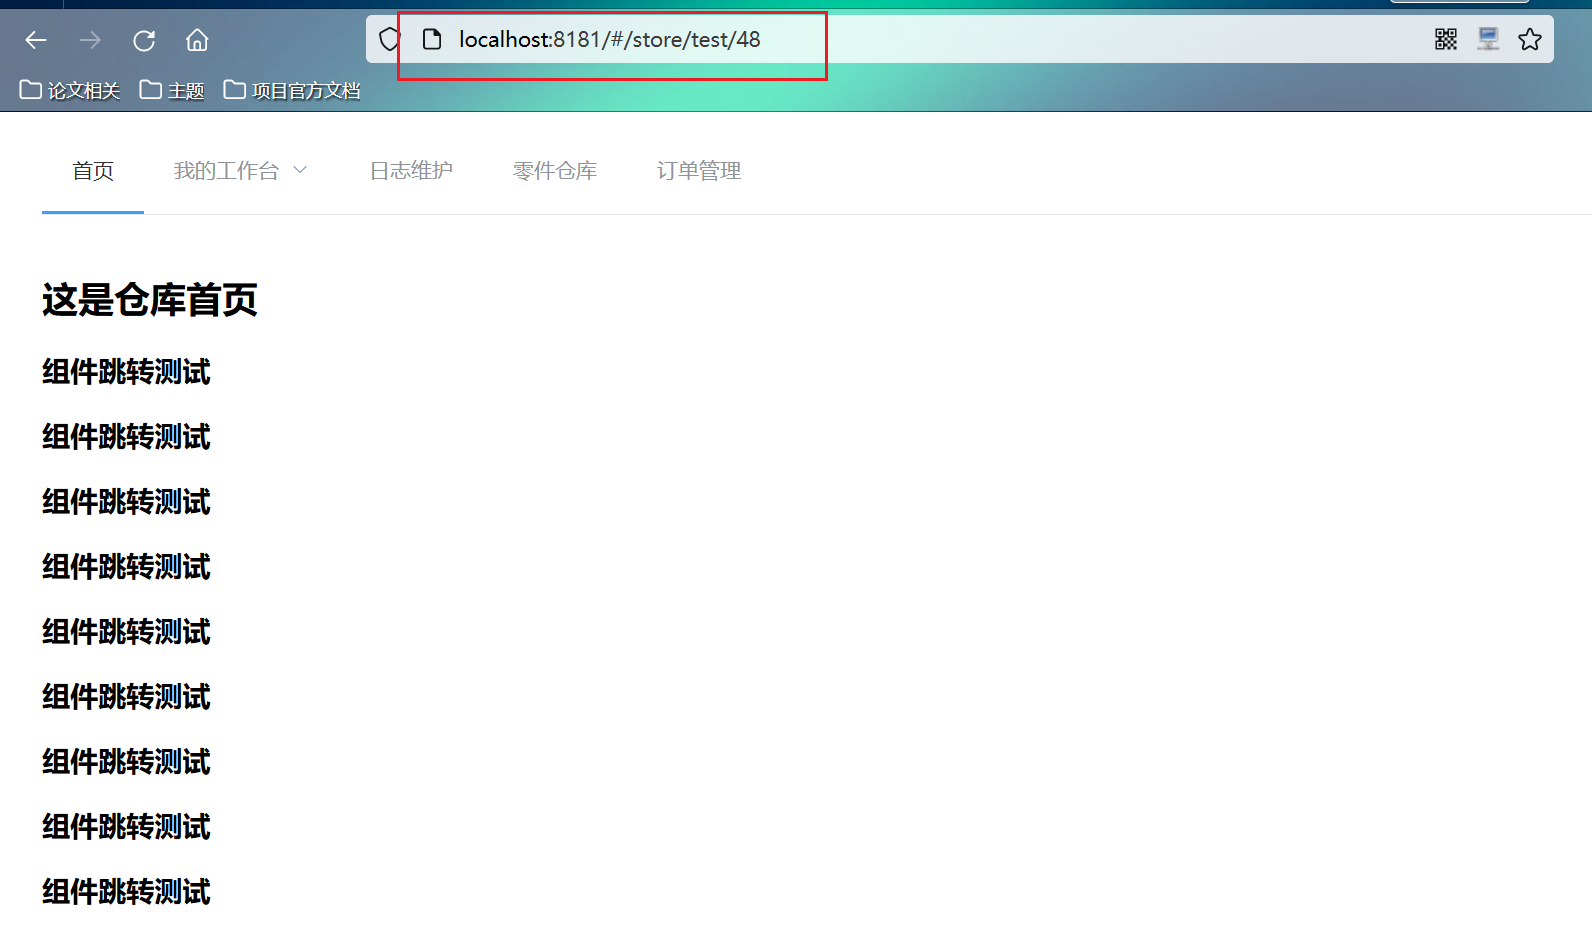 localhost:8181/#/store/test/48
论文相关 主题 项目官方文档
首页 我的工作台 日志维护 零件仓库 订单管理
这是仓库首页
组件跳转测试
组件跳转测试
组件跳转测试
组件跳转测试
组件跳转测试
组件跳转测试
组件跳转测试
组件跳转测试
组件跳转测试